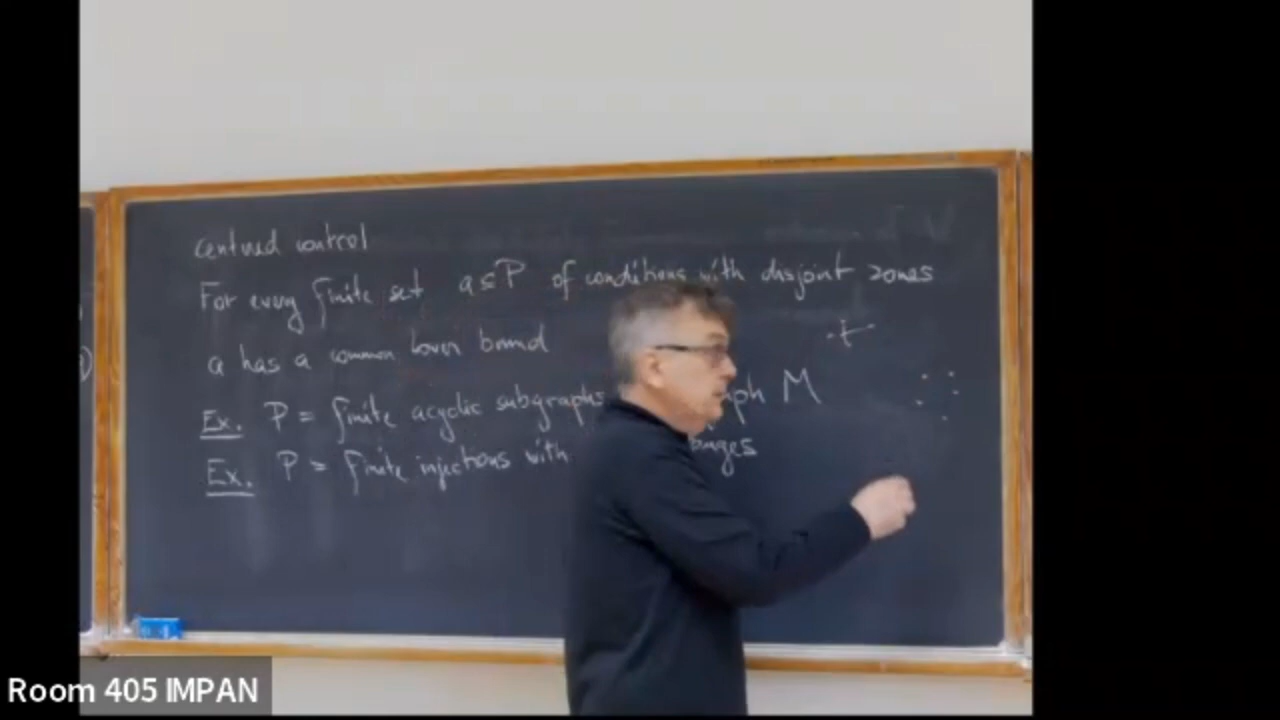 Centred control
For every finite set a ≤ P of conditions with disjoint zones
a has a common lower bound
Ex. P = finite acyclic subgraphs ph M
Ex. P = finite injections with anges
Room 405 IMPAN